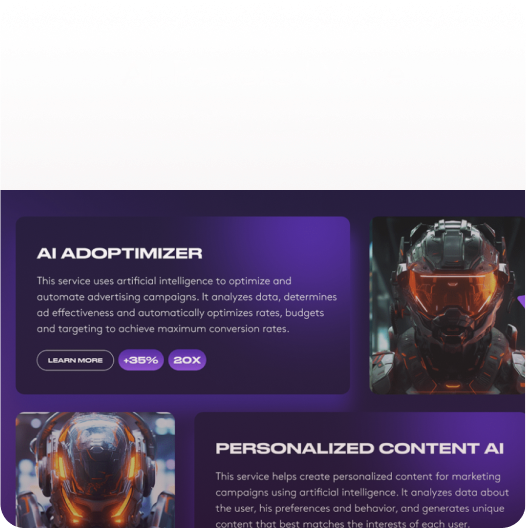 AI ADOPTIMIZER
This service uses artificial intelligence to optimize and
automate advertising campaigns. It analyzes data, determines
ad effectiveness and automatically optimizes rates, budgets
and targeting to achieve maximum conversion rates.
LEARN MORE +35% 20X
PERSONALIZED CONTENT AI
This service helps create personalized content for marketing
campaigns using artificial intelligence. It analyzes data about
the user, his preferences and behavior, and generates unique
content that best matches the interests of each user.